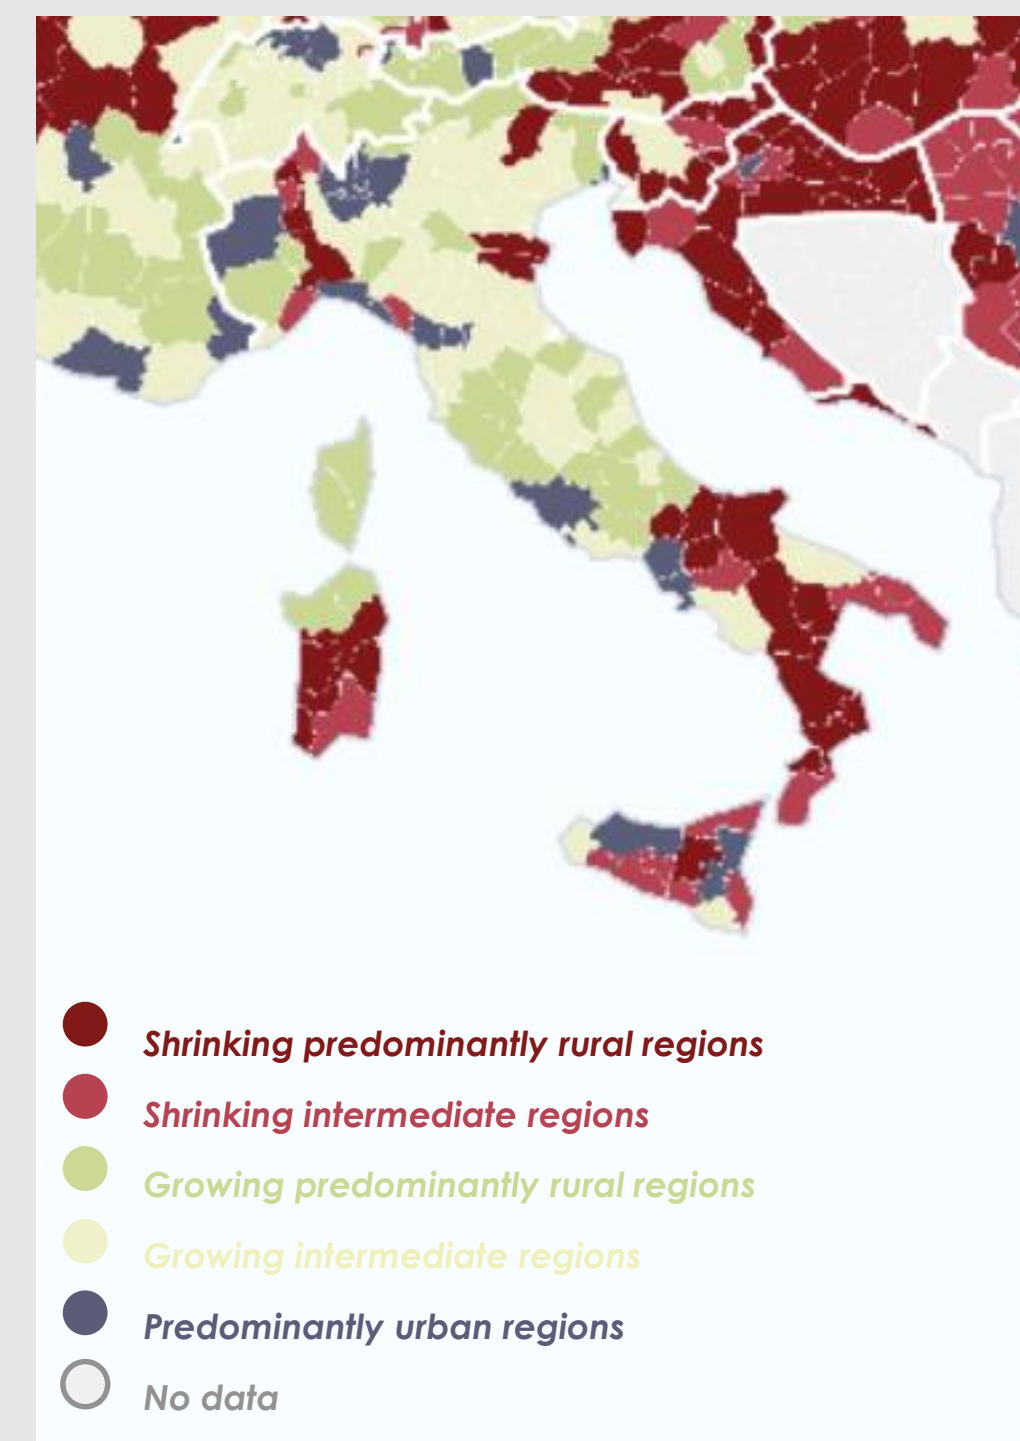 Shrinking predominantly rural regions
Shrinking intermediate regions
Growing predominantly rural regions
Growing intermediate regions
Predominantly urban regions
No data